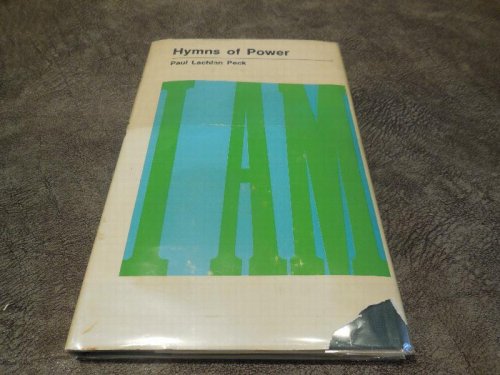 Hymns of Power
Paul Lachlan Peck
I AM